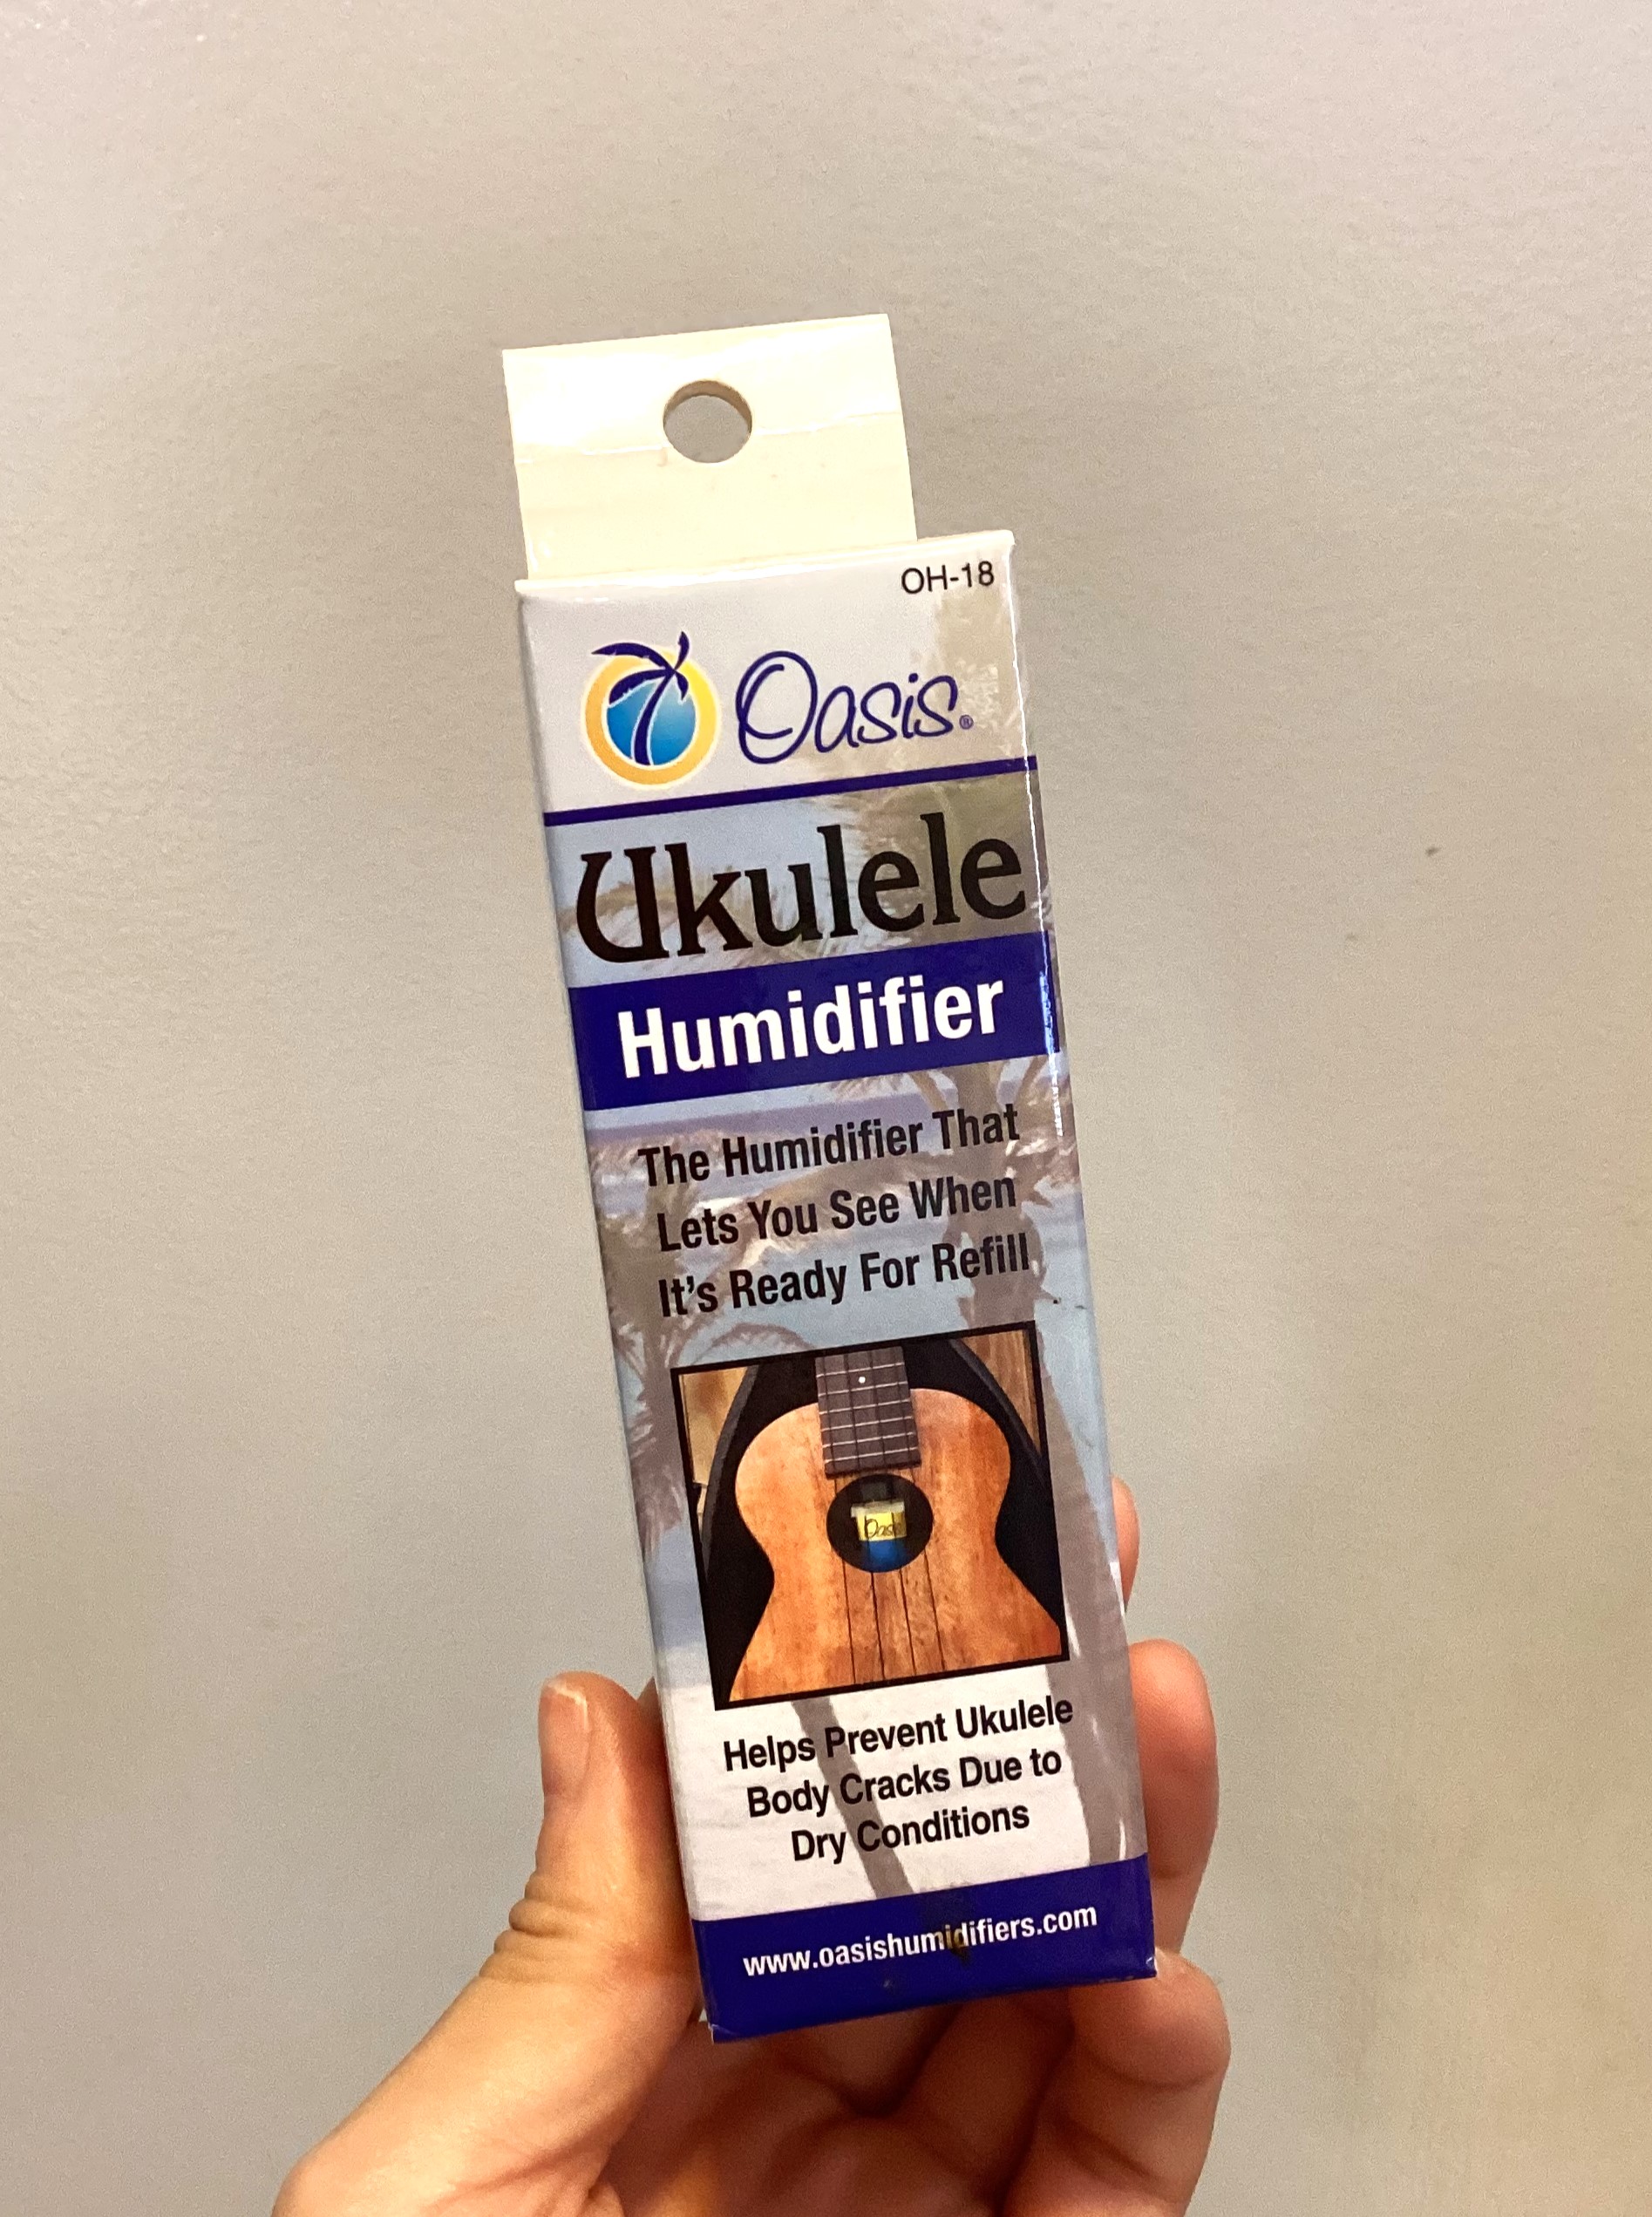 OH-18
Oasis®
Ukulele
Humidifier
The Humidifier That
Lets You See When
It's Ready For Refill
Oasis
Helps Prevent Ukulele
Body Cracks Due to
Dry Conditions
www.oasishumidifiers.com